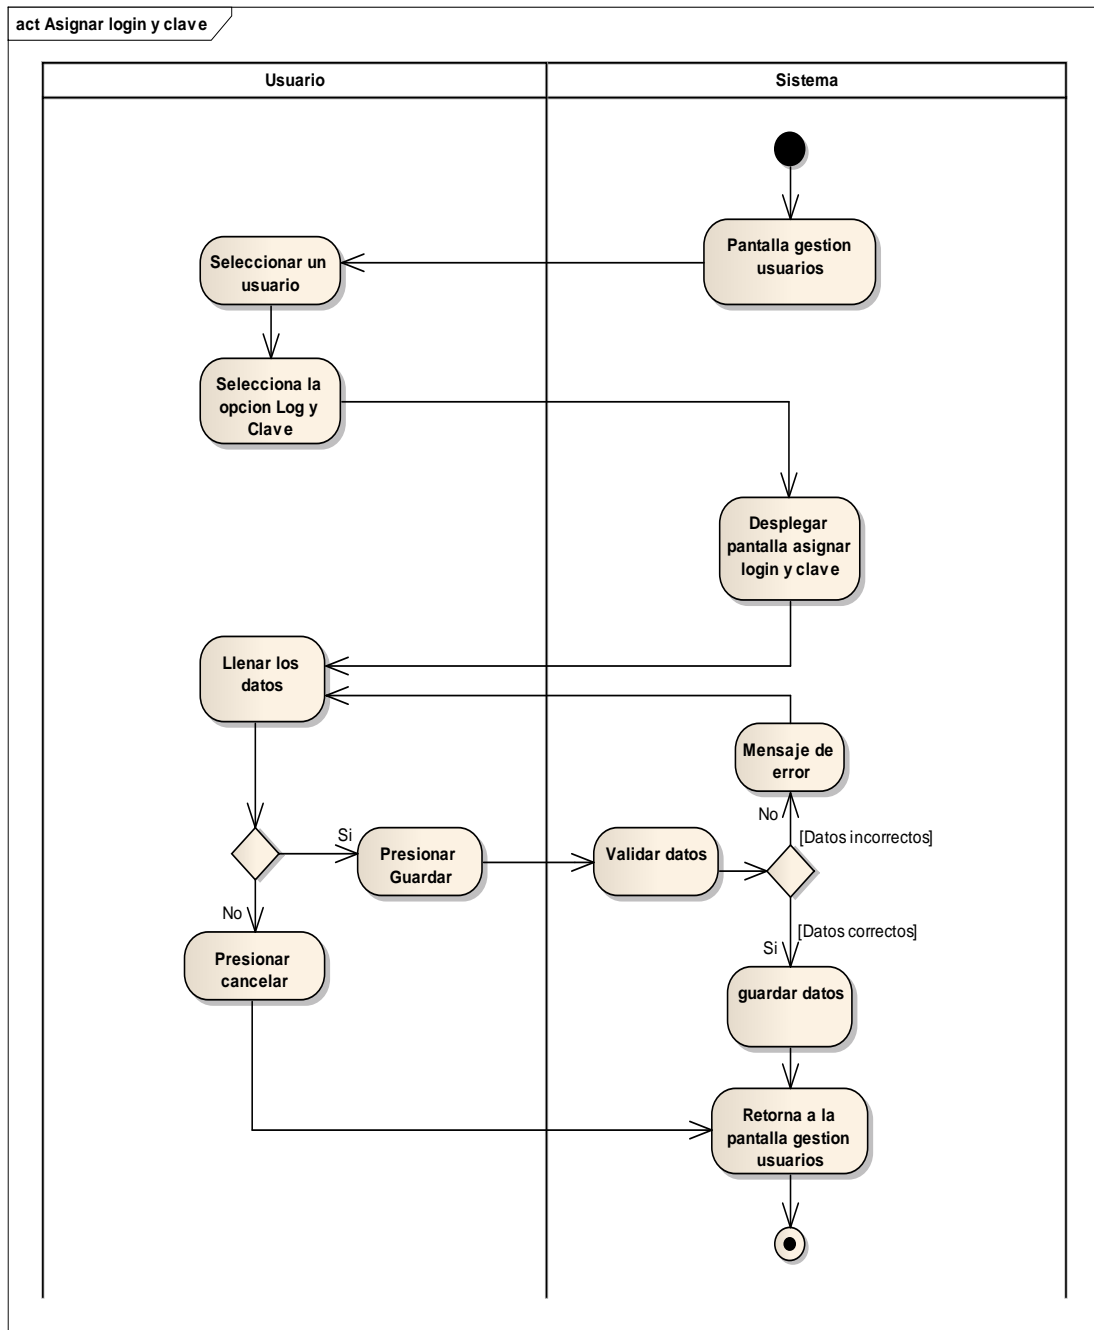 act Asignar login y clave
Usuario
Sistema
Pantalla gestion
usuarios
Seleccionar un
usuario
Selecciona la
opcion Log y
Clave
Desplegar
pantalla asignar
login y clave
Llenar los
datos
Mensaje de
error
No
[Datos incorrectos]
Si
Presionar
Guardar
Validar datos
No
[Datos correctos]
Si
Presionar
cancelar
guardar datos
Retorna a la
pantalla gestion
usuarios